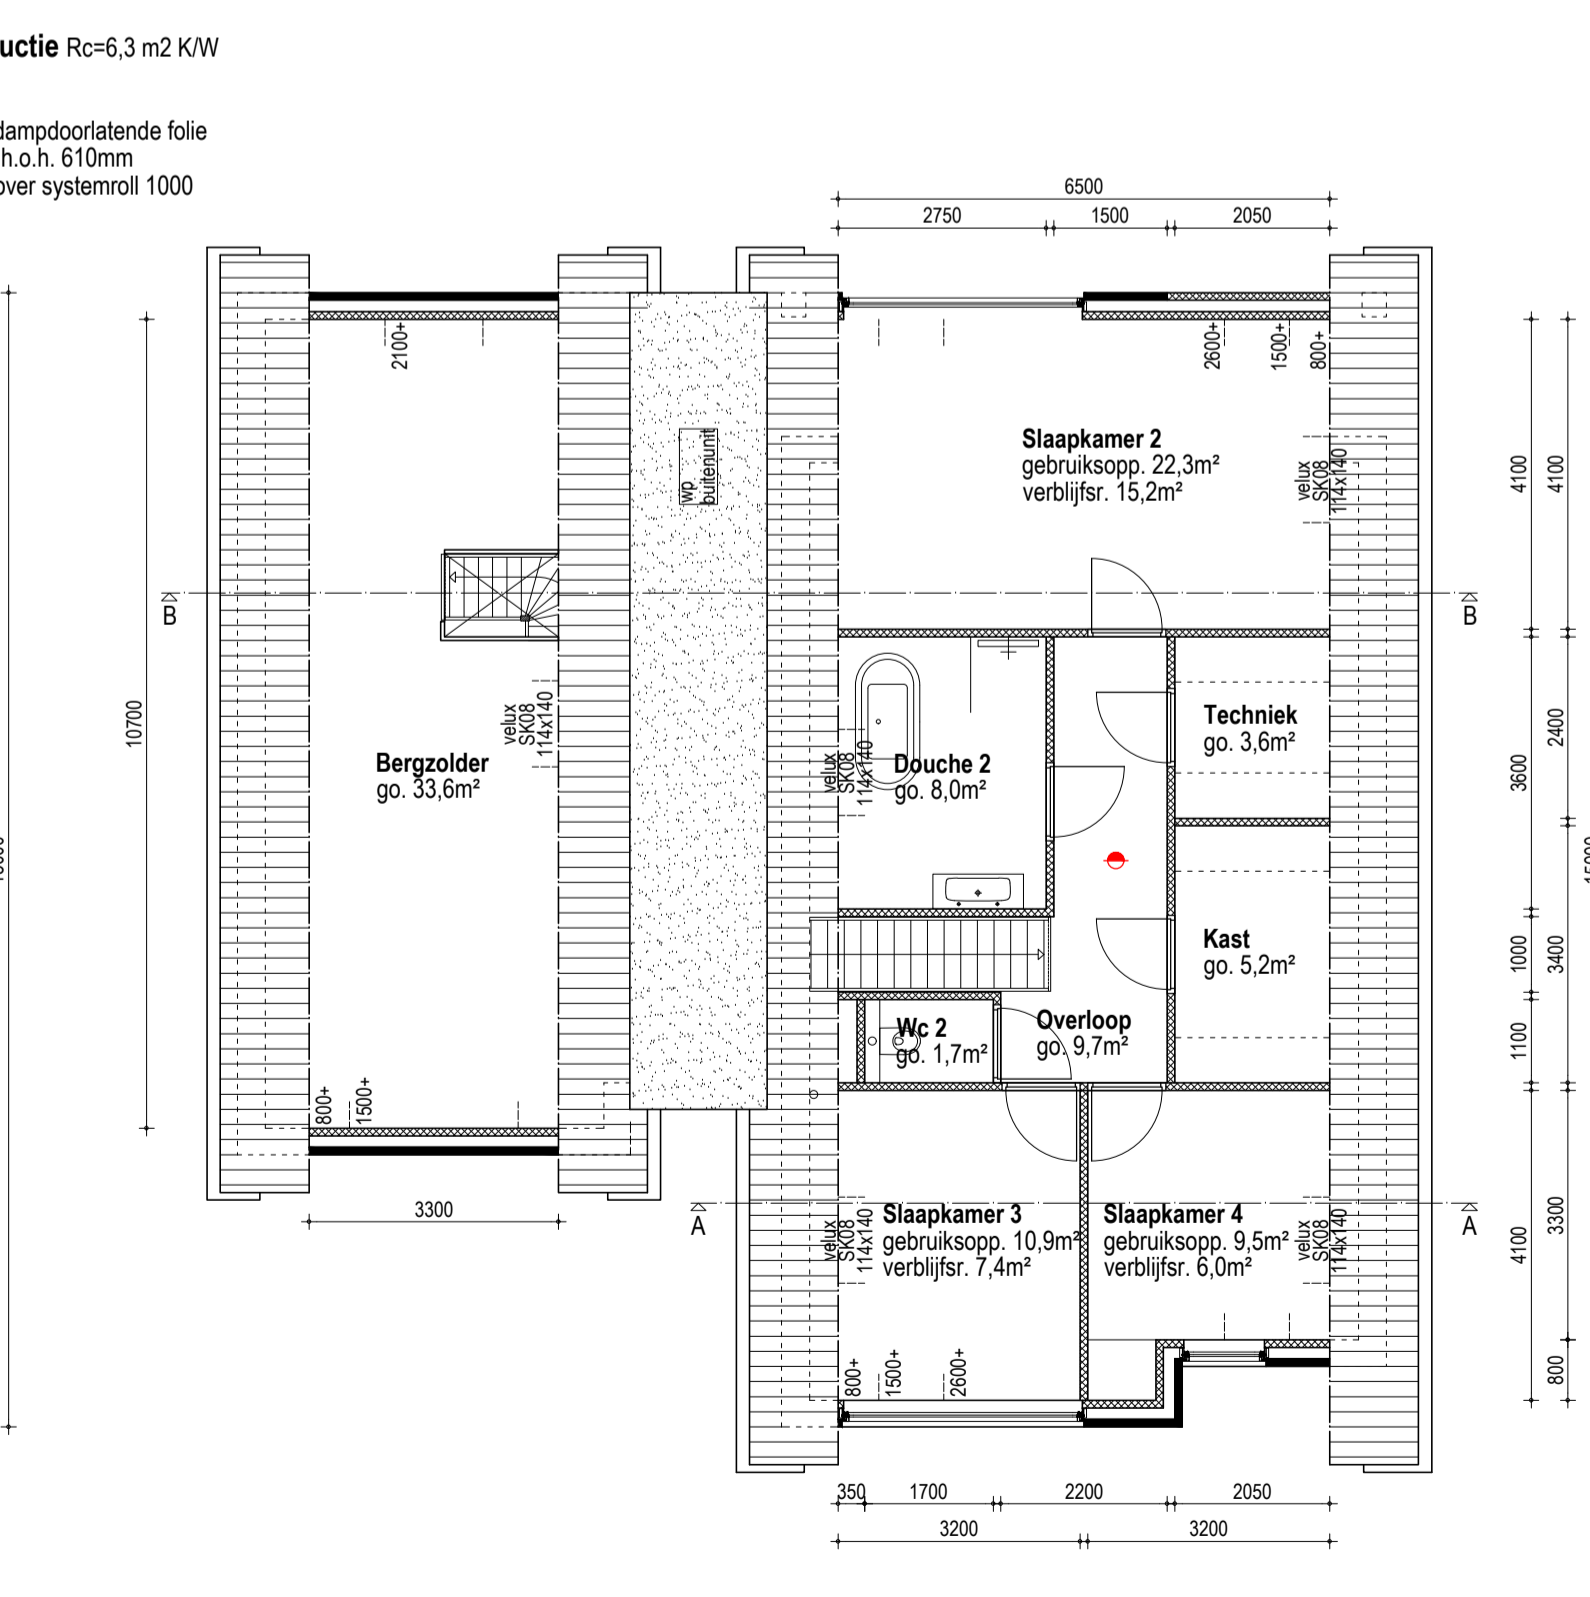 uctie Rc=6,3 m2 K/W
dampdoorlatende folie
h.o.h. 610mm
over systemroll 1000
6500
2750
1500
2050
2100+
2600+
1500+
800+
Slaapkamer 2
gebruiksopp. 22,3m²
verblijfsr. 15,2m²
wp
buitenunit
velux
SK08
114x140
4100
4100
B
B
10700
velux
SK08
114x140
Bergzolder
go. 33,6m²
velux
SK08
114x140
Douche 2
go. 8,0m²
Techniek
go. 3,6m²
2400
3600
15000
Kast
go. 5,2m²
1000
3400
Wc 2
go. 1,7m²
Overloop
go. 9,7m²
1100
800+
1500+
3300
A
A
velux
SK08
114x140
Slaapkamer 3
gebruiksopp. 10,9m²
verblijfsr. 7,4m²
Slaapkamer 4
gebruiksopp. 9,5m²
verblijfsr. 6,0m²
velux
SK08
114x140
4100
3300
800+
1500+
2600+
800
350
1700
2200
2050
3200
3200